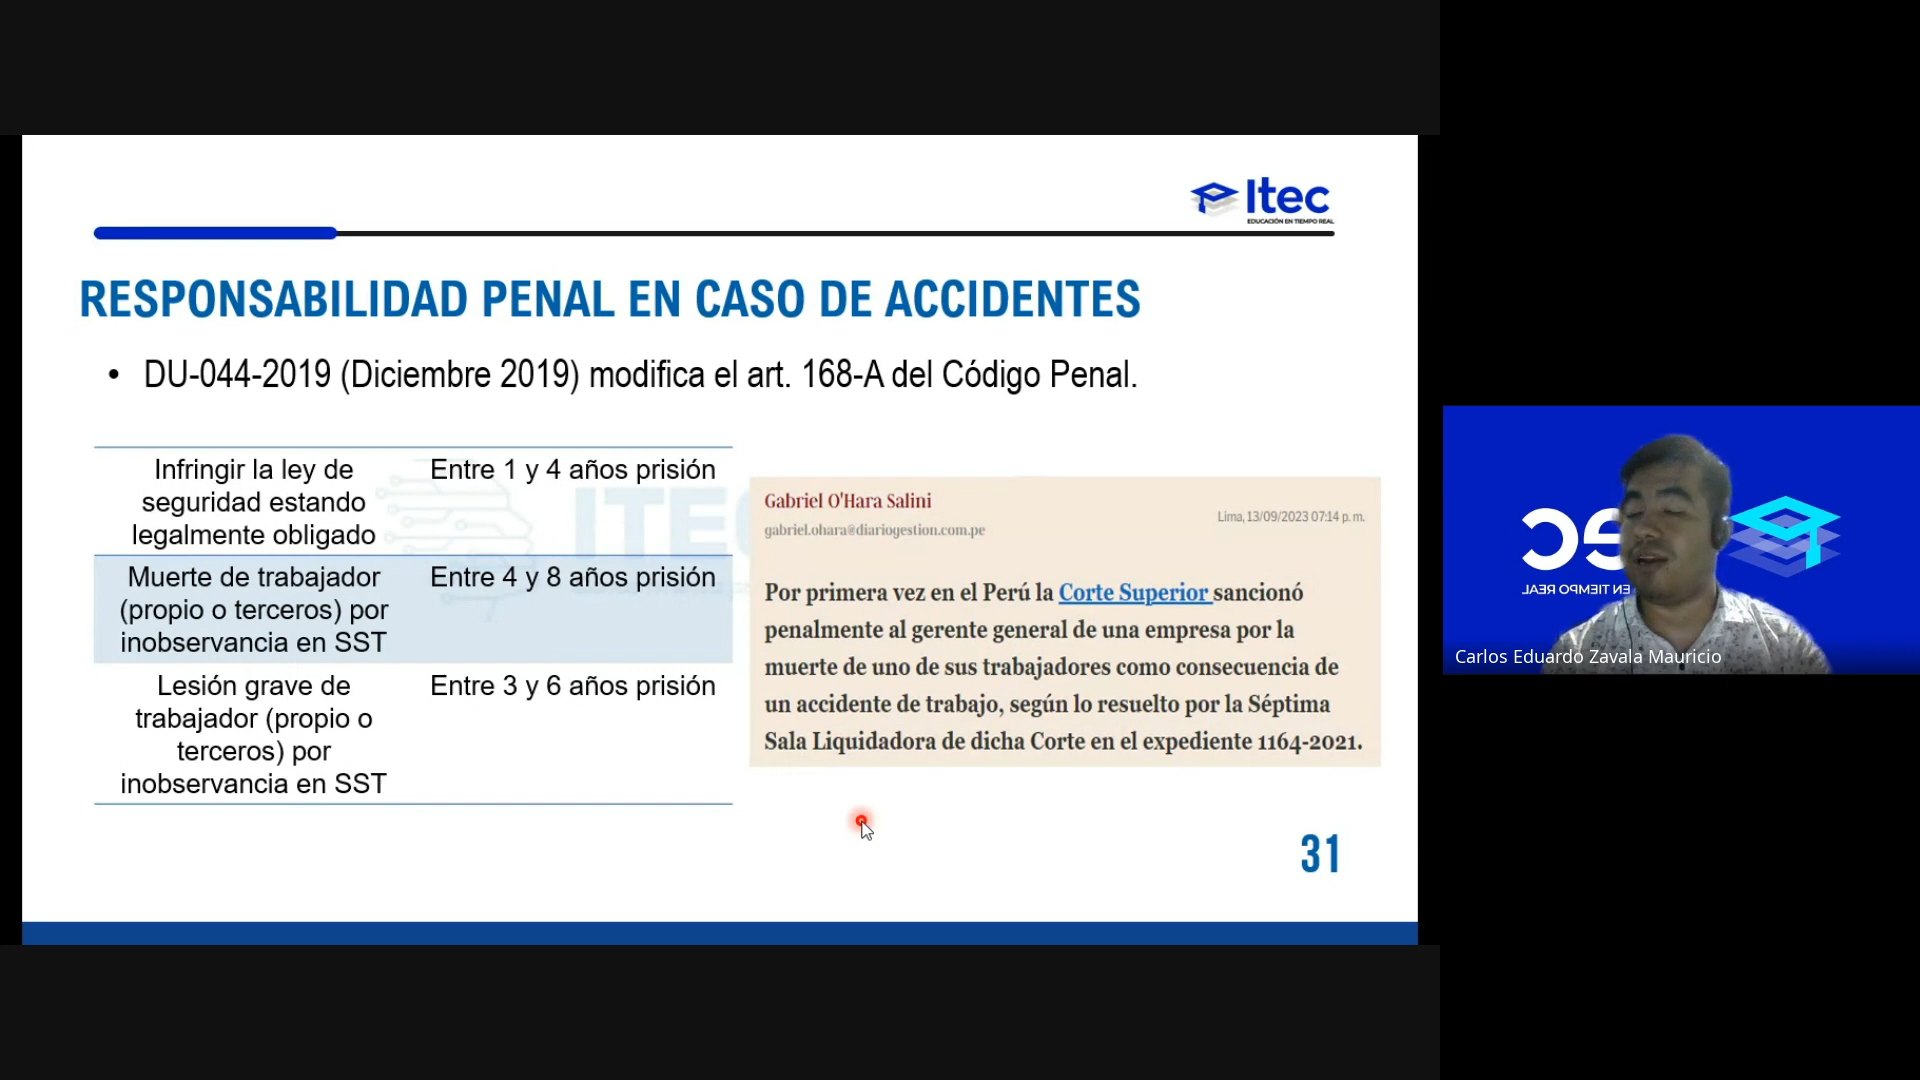 Itec
EDUCACIÓN EN TIEMPO REAL
RESPONSABILIDAD PENAL EN CASO DE ACCIDENTES
• DU-044-2019 (Diciembre 2019) modifica el art. 168-A del Código Penal.
Infringir la ley de
seguridad estando
legalmente obligado
Entre 1 y 4 años prisión
Muerte de trabajador
(propio o terceros) por
inobservancia en SST
Entre 4 y 8 años prisión
Lesión grave de
trabajador (propio o
terceros) por
inobservancia en SST
Entre 3 y 6 años prisión
ITEC
Gabriel O'Hara Salini
gabriel.ohara@diariogestion.com.pe
Lima, 13/09/2023 07:14 p. m.
Por primera vez en el Perú la Corte Superior sancionó
penalmente al gerente general de una empresa por la
muerte de uno de sus trabajadores como consecuencia de
un accidente de trabajo, según lo resuelto por la Séptima
Sala Liquidadora de dicha Corte en el expediente 1164-2021.
31
ec
EN TIEMPO REAL
Carlos Eduardo Zavala Mauricio